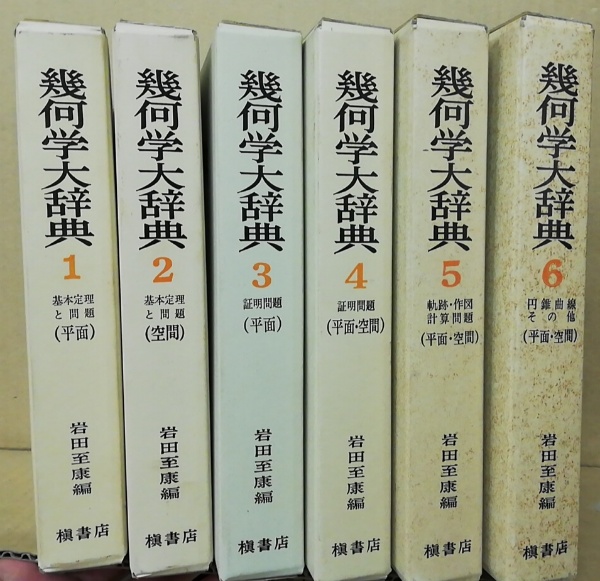 幾何学大辞典
1
基本定理
と問題
(平面)
岩田至康編
槇書店
幾何学大辞典
2
基本定理
と問題
(空間)
岩田至康編
槇書店
幾何学大辞典
3
証明問題
(平面)
岩田至康編
槇書店
幾何学大辞典
4
証明問題
(平面・空間)
岩田至康編
槇書店
幾何学大辞典
5
軌跡・作図
計算問題
(平面・空間)
岩田至康編
槇書店
幾何学大辞典
6
円錐曲線
その他
(平面・空間)
岩田至康編
槇書店